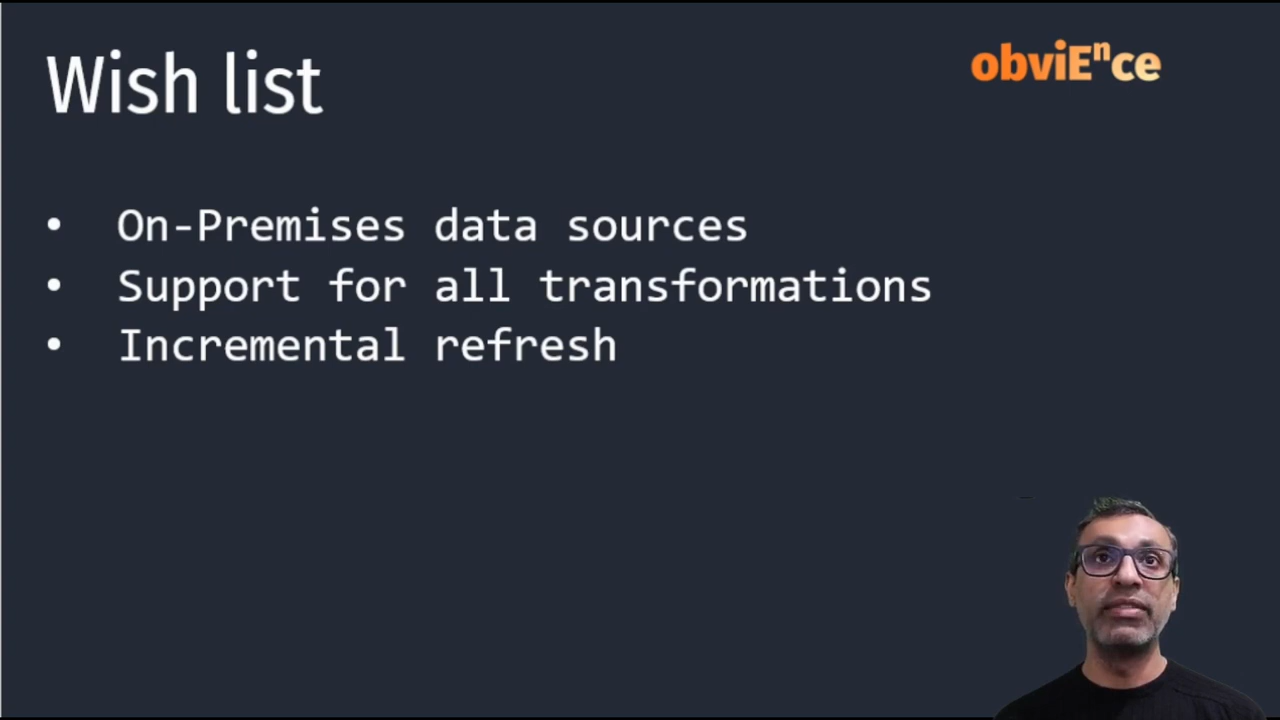 Wish list
obviEnce
• On-Premises data sources
• Support for all transformations
• Incremental refresh